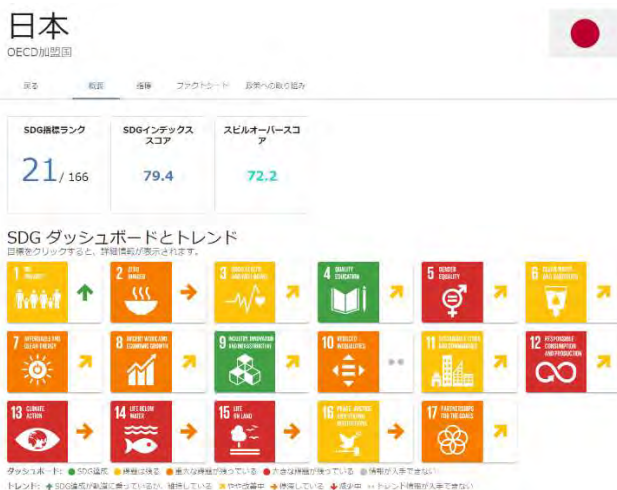 日本
OECD加盟国
戻る 概要 指標 ファクトシート 政策への取り組み
SDG指標ランク
21/ 166
SDGインデックス
スコア
79.4
スピルオーバースコ
ア
72.2
SDG ダッシュボードとトレンド
目標をクリックすると、詳細情報が表示されます。
1 NO POVERTY
2 ZERO HUNGER
3 GOOD HEALTH AND WELL-BEING
4 QUALITY EDUCATION
5 GENDER EQUALITY
6 CLEAN WATER AND SANITATION
7 AFFORDABLE AND CLEAN ENERGY
8 DECENT WORK AND ECONOMIC GROWTH
9 INDUSTRY, INNOVATION AND INFRASTRUCTURE
10 REDUCED INEQUALITIES
11 SUSTAINABLE CITIES AND COMMUNITIES
12 RESPONSIBLE CONSUMPTION AND PRODUCTION
13 CLIMATE ACTION
14 LIFE BELOW WATER
15 LIFE ON LAND
16 PEACE, JUSTICE AND STRONG INSTITUTIONS
17 PARTNERSHIPS FOR THE GOALS
ダッシュボード: SDG達成 課題は残る 重大な課題が残っている 大きな課題が残っている 情報が入手できない
トレンド: SDG達成が軌道に乗っているか、維持している やや改善中 停滞している 減少中 トレンド情報が入手できない